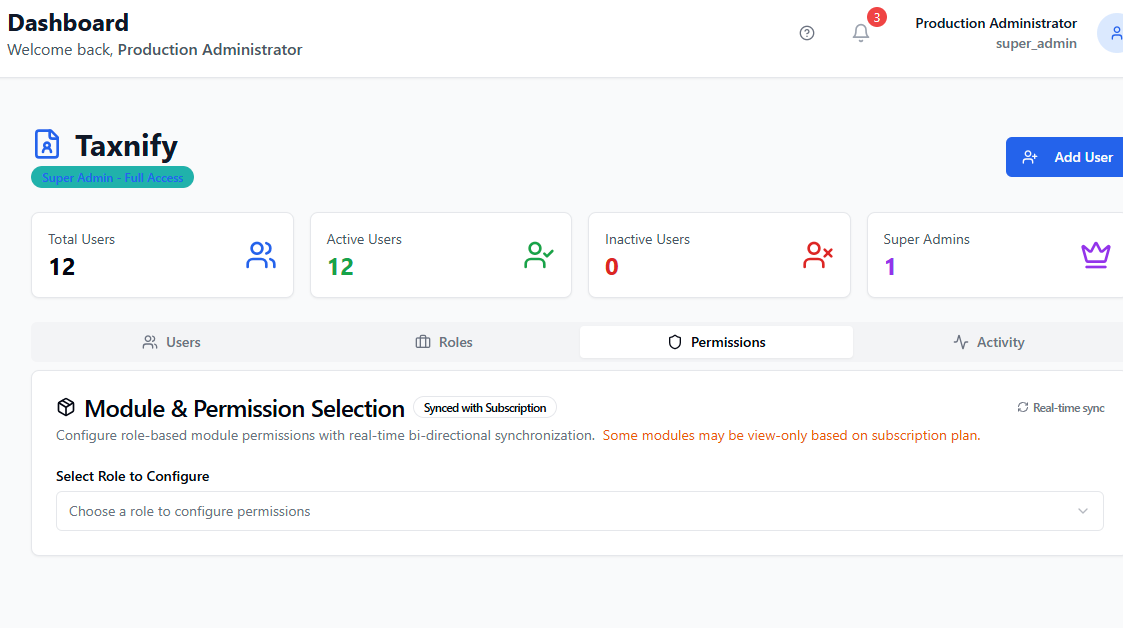 Dashboard
Welcome back, Production Administrator
3
Production Administrator
super_admin
Taxnify
Super Admin - Full Access
Add User
Total Users
12
Active Users
12
Inactive Users
0
Super Admins
1
Users
Roles
Permissions
Activity
Module & Permission Selection
Synced with Subscription
Real-time sync
Configure role-based module permissions with real-time bi-directional synchronization. Some modules may be view-only based on subscription plan.
Select Role to Configure
Choose a role to configure permissions